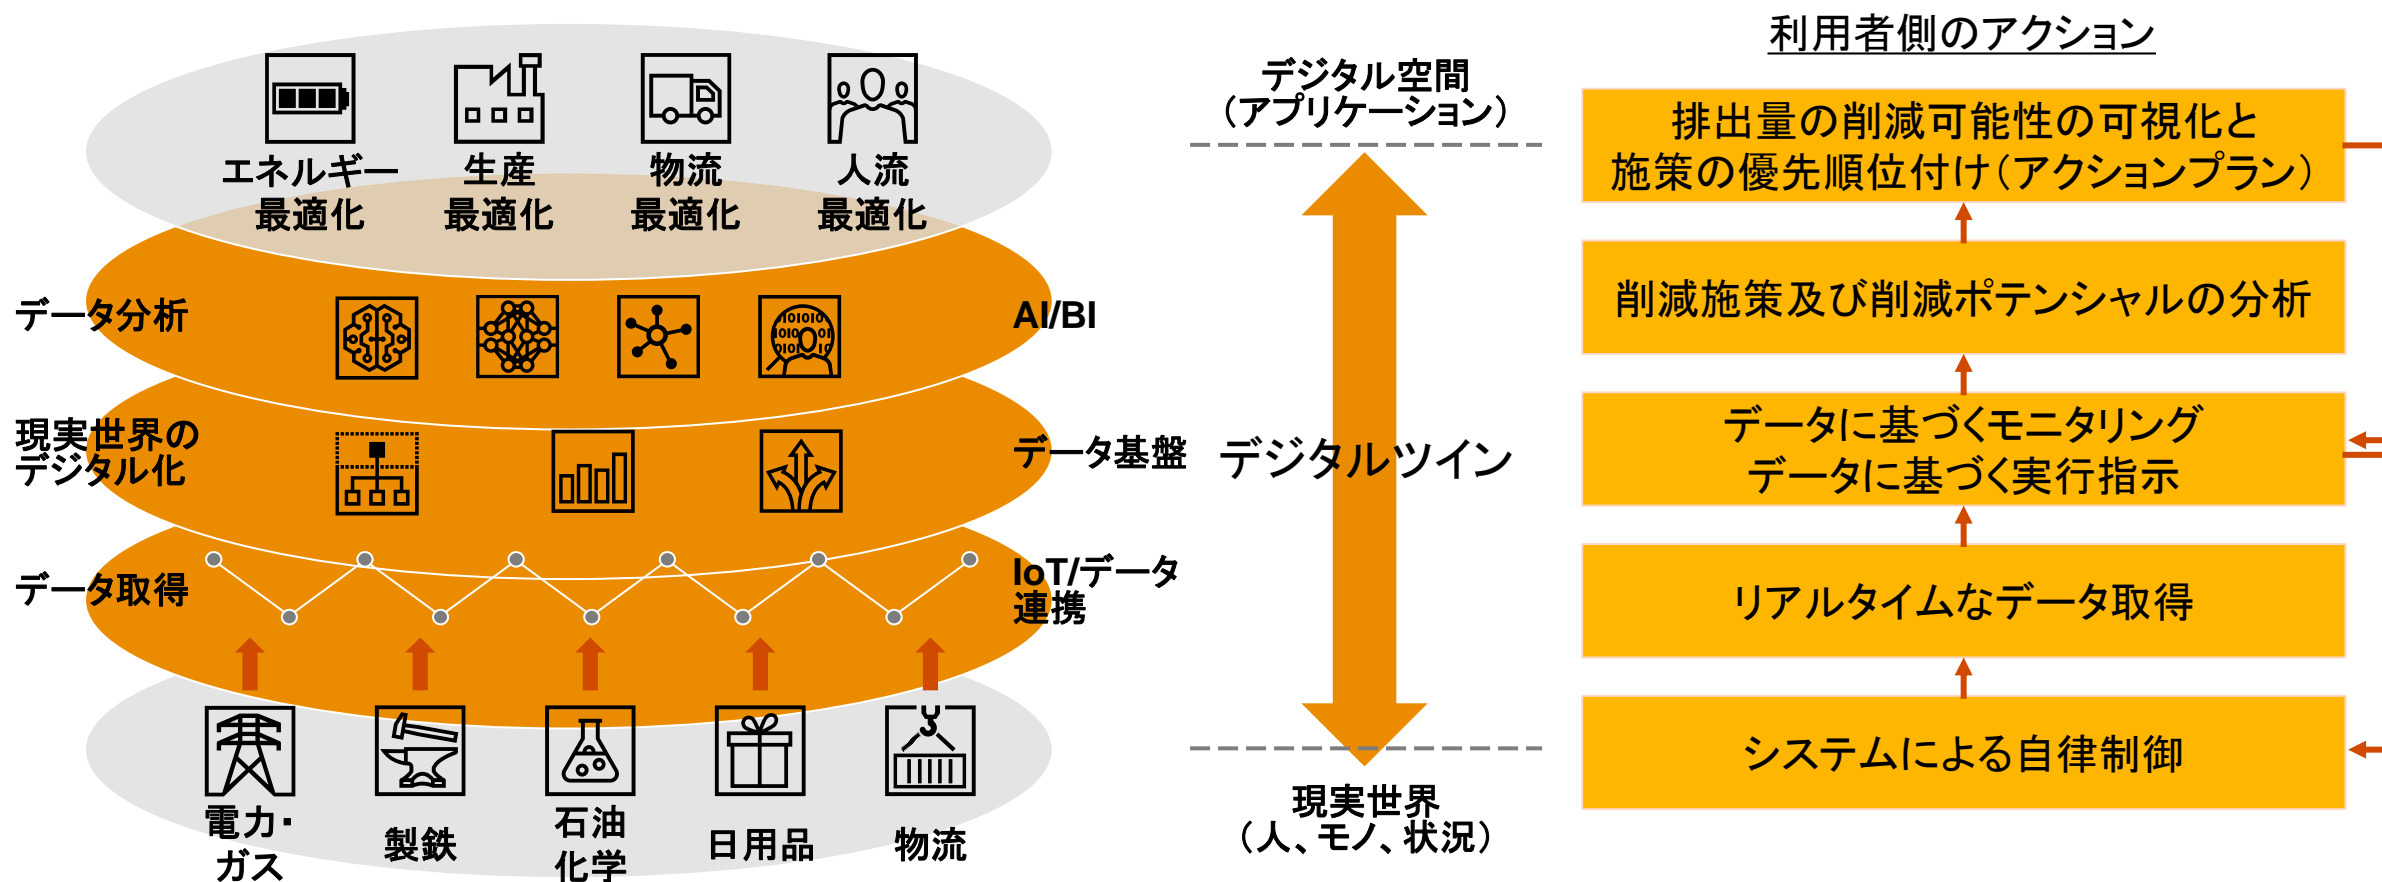 エネルギー
最適化
生産
最適化
物流
最適化
人流
最適化
データ分析
AI/BI
現実世界の
デジタル化
データ基盤
データ取得
IoT/データ
連携
電力・
ガス
製鉄
石油
化学
日用品
物流
デジタル空間
（アプリケーション）
デジタルツイン
現実世界
（人、モノ、状況）
利用者側のアクション
排出量の削減可能性の可視化と
施策の優先順位付け（アクションプラン）
削減施策及び削減ポテンシャルの分析
データに基づくモニタリング
データに基づく実行指示
リアルタイムなデータ取得
システムによる自律制御